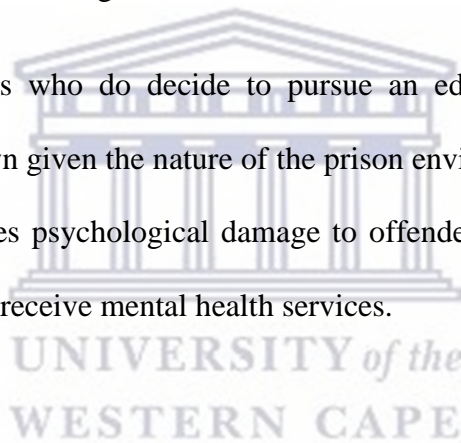 s who do decide to pursue an ed
n given the nature of the prison envi
es psychological damage to offende
receive mental health services.
UNIVERSITY of the
WESTERN CAPE